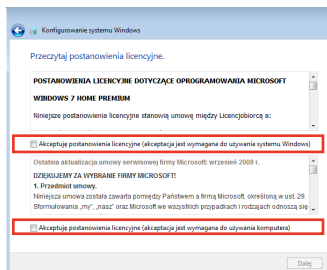 Konfigurowanie systemu Windows
Przeczytaj postanowienia licencyjne.
POSTANOWIENIA LICENCYJNE DOTYCZĄCE OPROGRAMOWANIA MICROSOFT
WINDOWS 7 HOME PREMIUM
Niniejsze postanowienia licencyjne stanowią umowę między Licencjobiorcą a:
Akceptuję postanowienia licencyjne (akceptacja jest wymagana do używania systemu Windows)
Ostatnia aktualizacja umowy serwisowej firmy Microsoft: wrzesień 2008 r.
DZIĘKUJEMY ZA WYBRANIE FIRMY MICROSOFT!
1. Przedmiot umowy.
Niniejsza umowa została zawarta pomiędzy Państwem a firmą Microsoft, określoną w ust. 29.
Sformułowania „my”, „nasz” oraz Microsoft we wszystkich przypadkach i rodzajach odnoszą się
Akceptuję postanowienia licencyjne (akceptacja jest wymagana do używania komputera)
Dalej